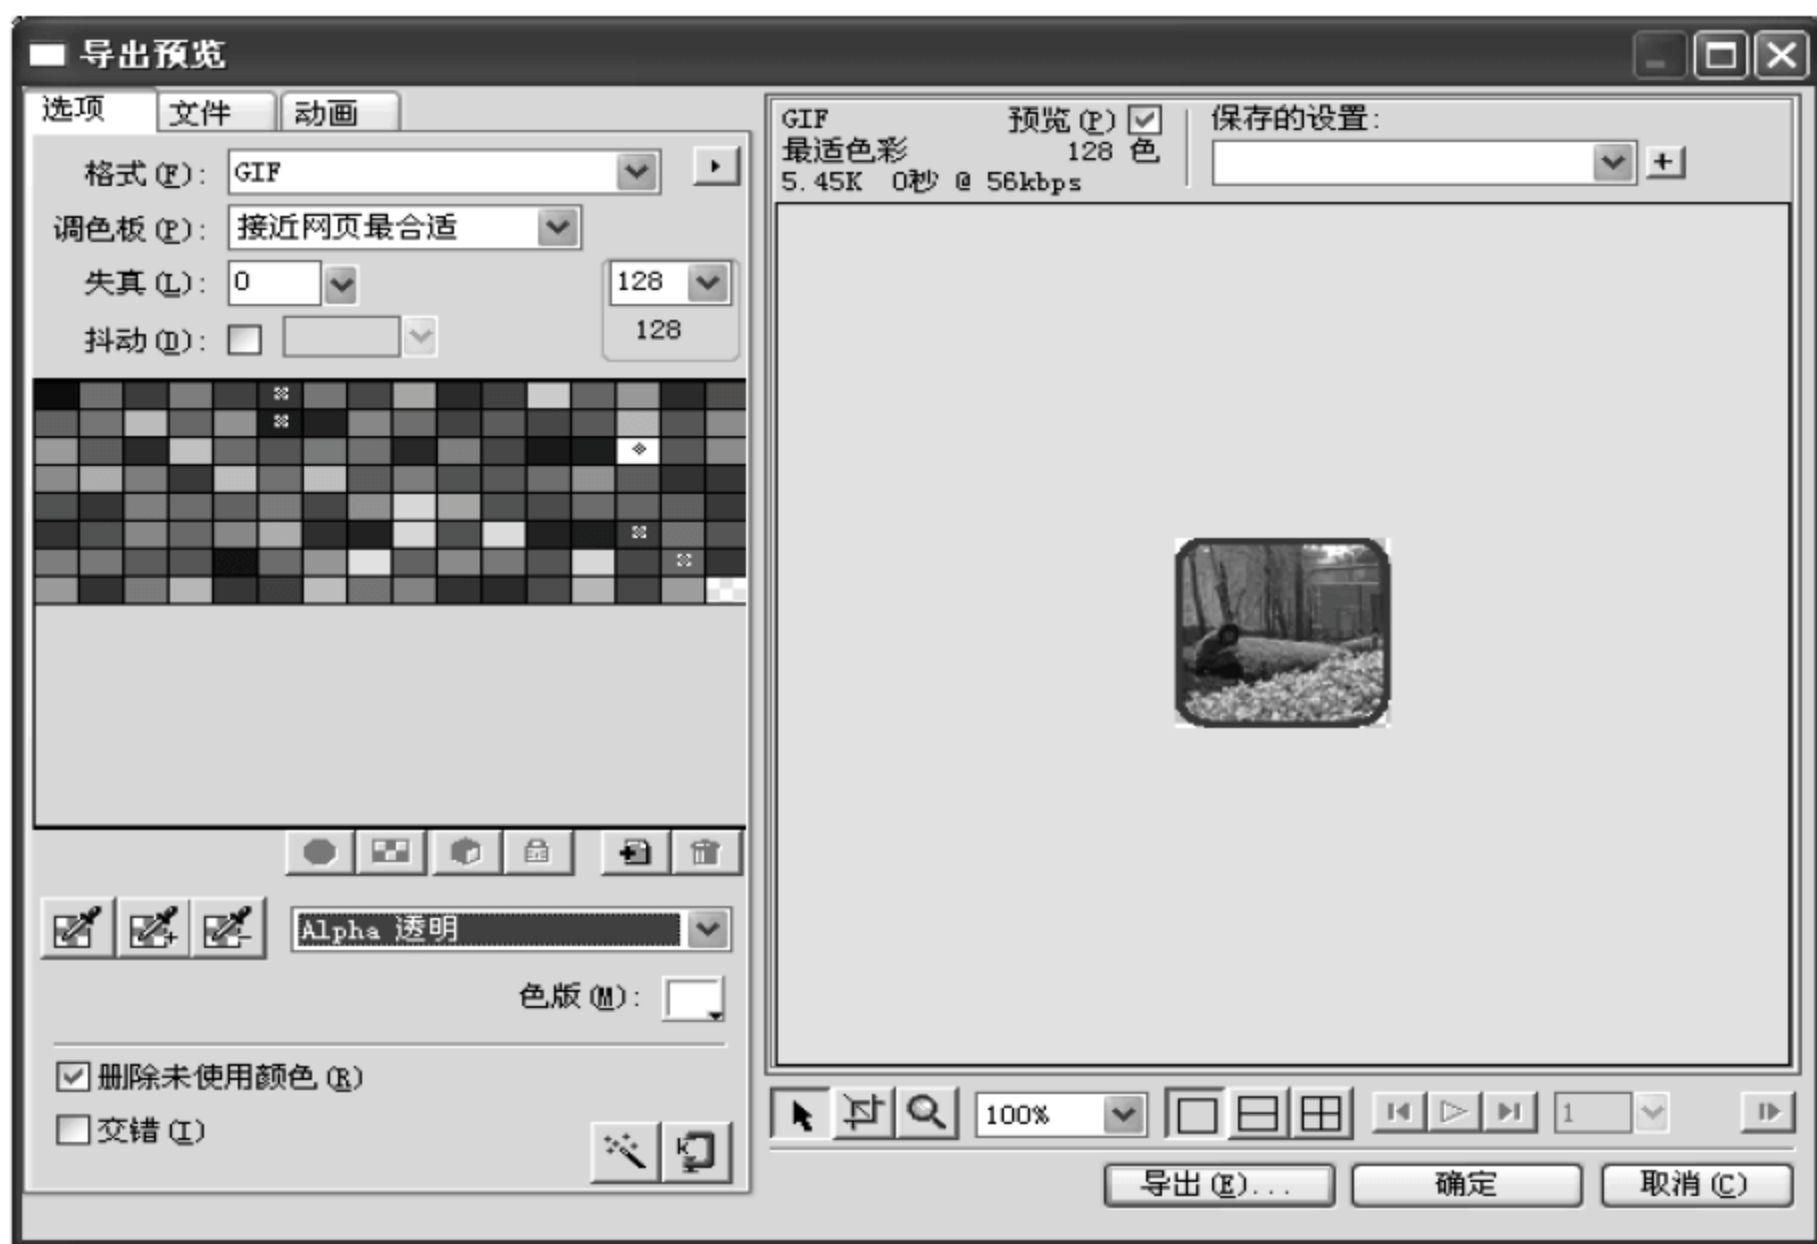 导出预览
选项 文件 动画
格式(F): GIF
调色板(P): 接近网页最合适
失真(L): 0 128
抖动(D): 128
Alpha 透明
色版(M):
删除未使用颜色(R)
交错(I)
GIF 预览(P) 保存的设置:
最适色彩 128 色
5.45K 0秒 @ 56kbps
100% 1
导出(E)... 确定 取消(C)